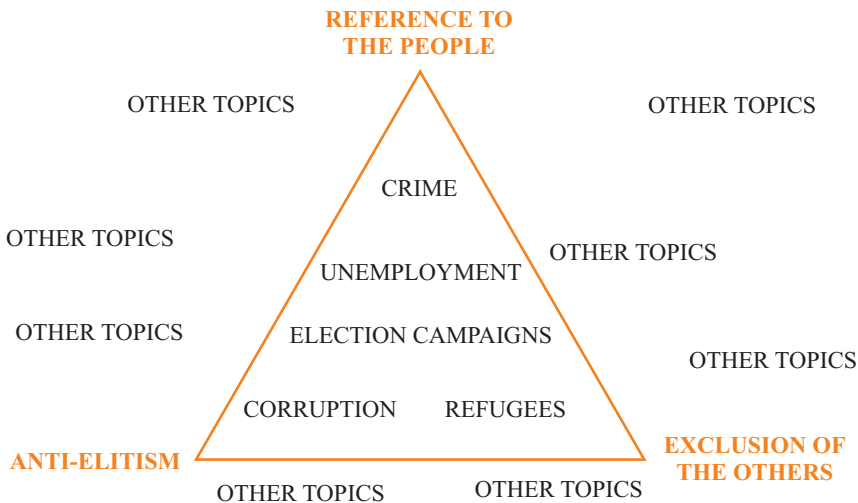 REFERENCE TO
THE PEOPLE
OTHER TOPICS
OTHER TOPICS
CRIME
OTHER TOPICS
OTHER TOPICS
UNEMPLOYMENT
OTHER TOPICS
ELECTION CAMPAIGNS
OTHER TOPICS
CORRUPTION
REFUGEES
ANTI-ELITISM
EXCLUSION OF
THE OTHERS
OTHER TOPICS
OTHER TOPICS